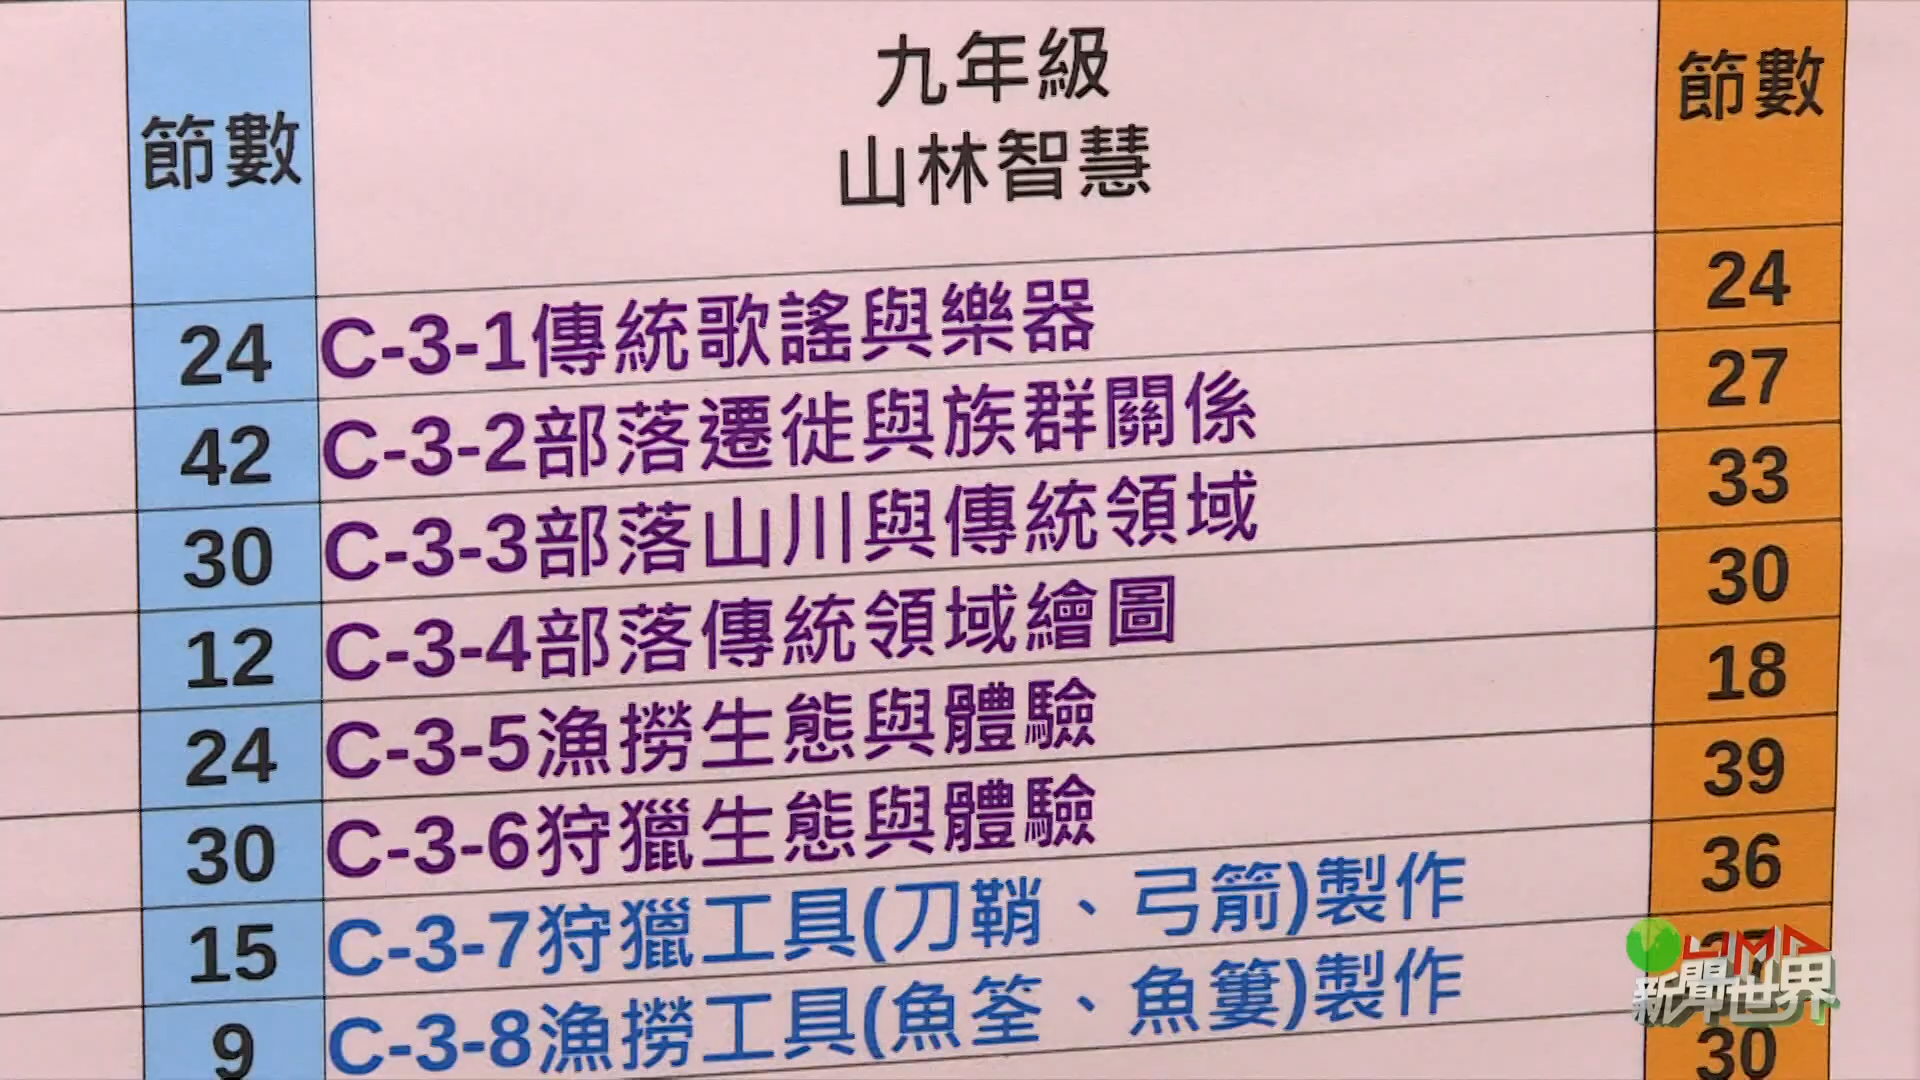 節數
九年級
山林智慧
節數
24 C-3-1傳統歌謠與樂器 24
42 C-3-2部落遷徙與族群關係 27
30 C-3-3部落山川與傳統領域 33
12 C-3-4部落傳統領域繪圖 30
24 C-3-5漁撈生態與體驗 18
30 C-3-6狩獵生態與體驗 39
15 C-3-7狩獵工具(刀鞘、弓箭)製作 36
9 C-3-8漁撈工具(魚筌、魚簍)製作
30
LIMA
新聞世界